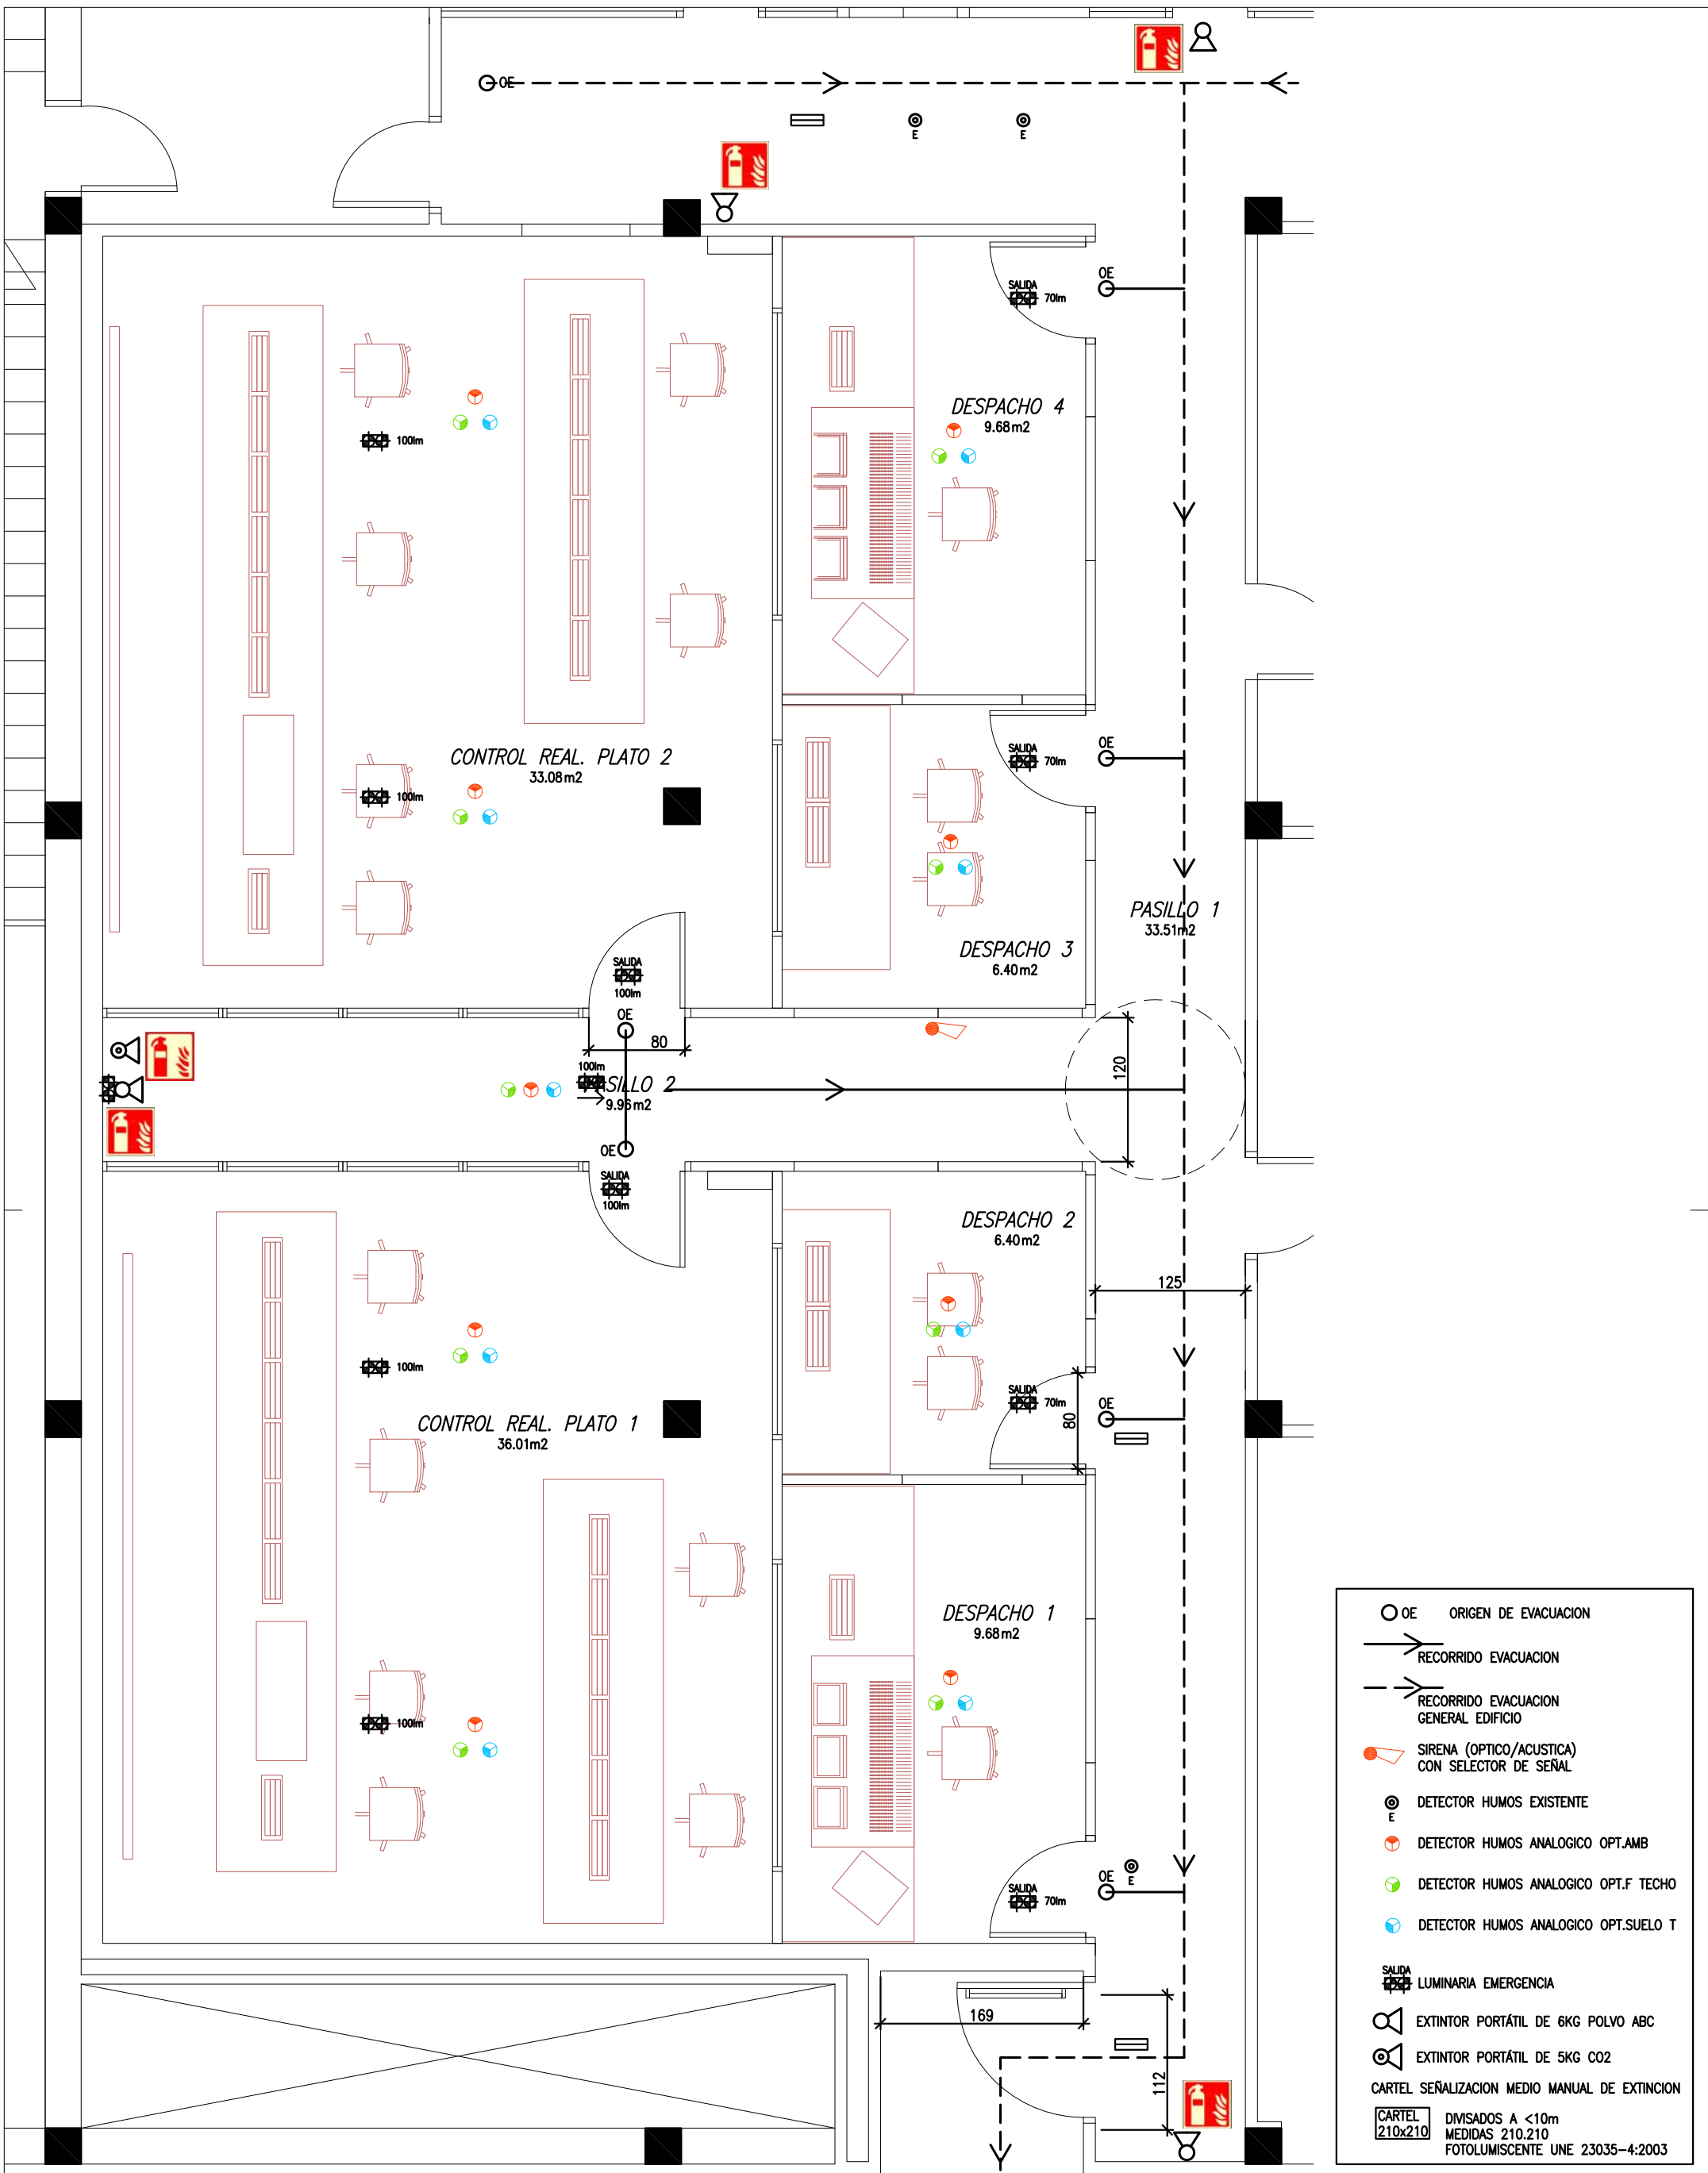 OE
E
E
OE
SALIDA
70lm
DESPACHO 4
9.68m2
100lm
CONTROL REAL. PLATO 2
33.08m2
100lm
OE
SALIDA
70lm
PASILLO 1
33.51m2
DESPACHO 3
6.40m2
SALIDA
100lm
OE
80
120
100lm
PASILLO 2
9.96m2
OE
SALIDA
100lm
DESPACHO 2
6.40m2
125
100lm
SALIDA
70lm
OE
80
CONTROL REAL. PLATO 1
36.01m2
DESPACHO 1
9.68m2
100lm
OE
E
SALIDA
70lm
169
112
OE ORIGEN DE EVACUACION
RECORRIDO EVACUACION
RECORRIDO EVACUACION
GENERAL EDIFICIO
SIRENA (OPTICO/ACUSTICA)
CON SELECTOR DE SEÑAL
DETECTOR HUMOS EXISTENTE
E
DETECTOR HUMOS ANALOGICO OPT.AMB
DETECTOR HUMOS ANALOGICO OPT.F TECHO
DETECTOR HUMOS ANALOGICO OPT.SUELO T
SALIDA
LUMINARIA EMERGENCIA
EXTINTOR PORTÁTIL DE 6KG POLVO ABC
EXTINTOR PORTÁTIL DE 5KG CO2
CARTEL SEÑALIZACION MEDIO MANUAL DE EXTINCION
CARTEL
210x210
DIVISADOS A <10m
MEDIDAS 210.210
FOTOLUMISCENTE UNE 23035-4:2003